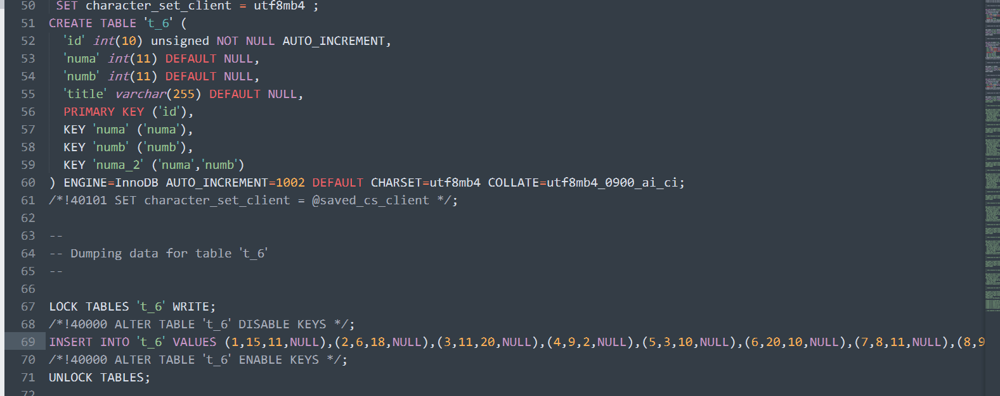 50 SET character_set_client = utf8mb4 ;
51 CREATE TABLE 't_6' (
52 'id' int(10) unsigned NOT NULL AUTO_INCREMENT,
53 'numa' int(11) DEFAULT NULL,
54 'numb' int(11) DEFAULT NULL,
55 'title' varchar(255) DEFAULT NULL,
56 PRIMARY KEY ('id'),
57 KEY 'numa' ('numa'),
58 KEY 'numb' ('numb'),
59 KEY 'numa_2' ('numa','numb')
60 ) ENGINE=InnoDB AUTO_INCREMENT=1002 DEFAULT CHARSET=utf8mb4 COLLATE=utf8mb4_0900_ai_ci;
61 /*!40101 SET character_set_client = @saved_cs_client */;
62
63 --
64 -- Dumping data for table 't_6'
65 --
66
67 LOCK TABLES 't_6' WRITE;
68 /*!40000 ALTER TABLE 't_6' DISABLE KEYS */;
69 INSERT INTO 't_6' VALUES (1,15,11,NULL),(2,6,18,NULL),(3,11,20,NULL),(4,9,2,NULL),(5,3,10,NULL),(6,20,10,NULL),(7,8,11,NULL),(8,9
70 /*!40000 ALTER TABLE 't_6' ENABLE KEYS */;
71 UNLOCK TABLES;
72